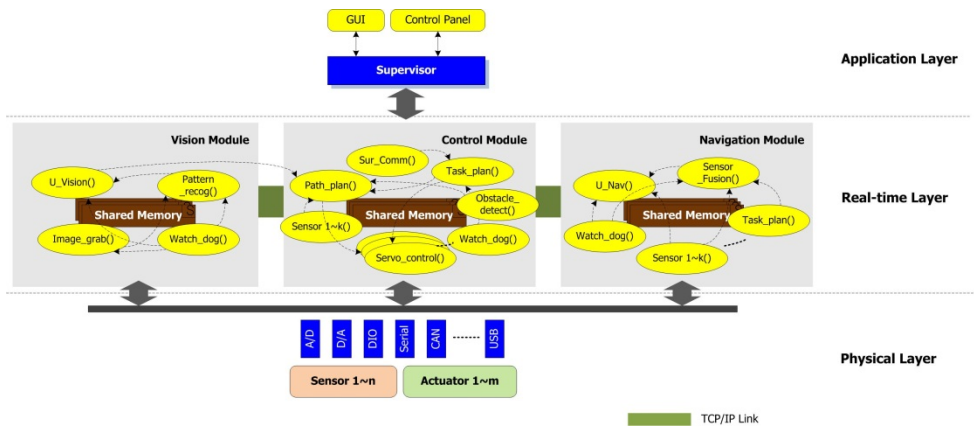 GUI
Control Panel
Supervisor
Application Layer
Vision Module
Control Module
Navigation Module
U_Vision()
Pattern
_recog()
Shared Memory
Image_grab()
Watch_dog()
Sur_Comm()
Path_plan()
Task_plan()
Shared Memory
Obstacle_
detect()
Sensor 1~k()
Watch_dog()
Servo_control()
U_Nav()
Sensor
_Fusion()
Shared Memory
Watch_dog()
Task_plan()
Sensor 1~k()
Real-time Layer
A/D
D/A
DIO
Serial
CAN
USB
Sensor 1~n
Actuator 1~m
Physical Layer
TCP/IP Link